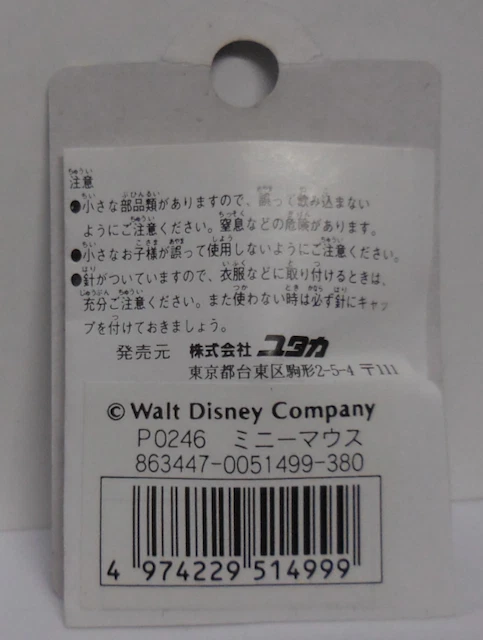 注意
●小さな部品類がありますので、誤って飲み込まない
ようにご注意ください。窒息などの危険があります。
●小さなお子様が誤って使用しないようにご注意ください。
●針がついていますので、衣服などに取り付けるときは、
充分ご注意ください。また使わない時は必ず針にキャッ
プを付けておきましょう。
発売元 株式会社 ユタカ
東京都台東区駒形2-5-4 〒111
© Walt Disney Company
P0246 ミニーマウス
863447-0051499-380
4 974229 514999